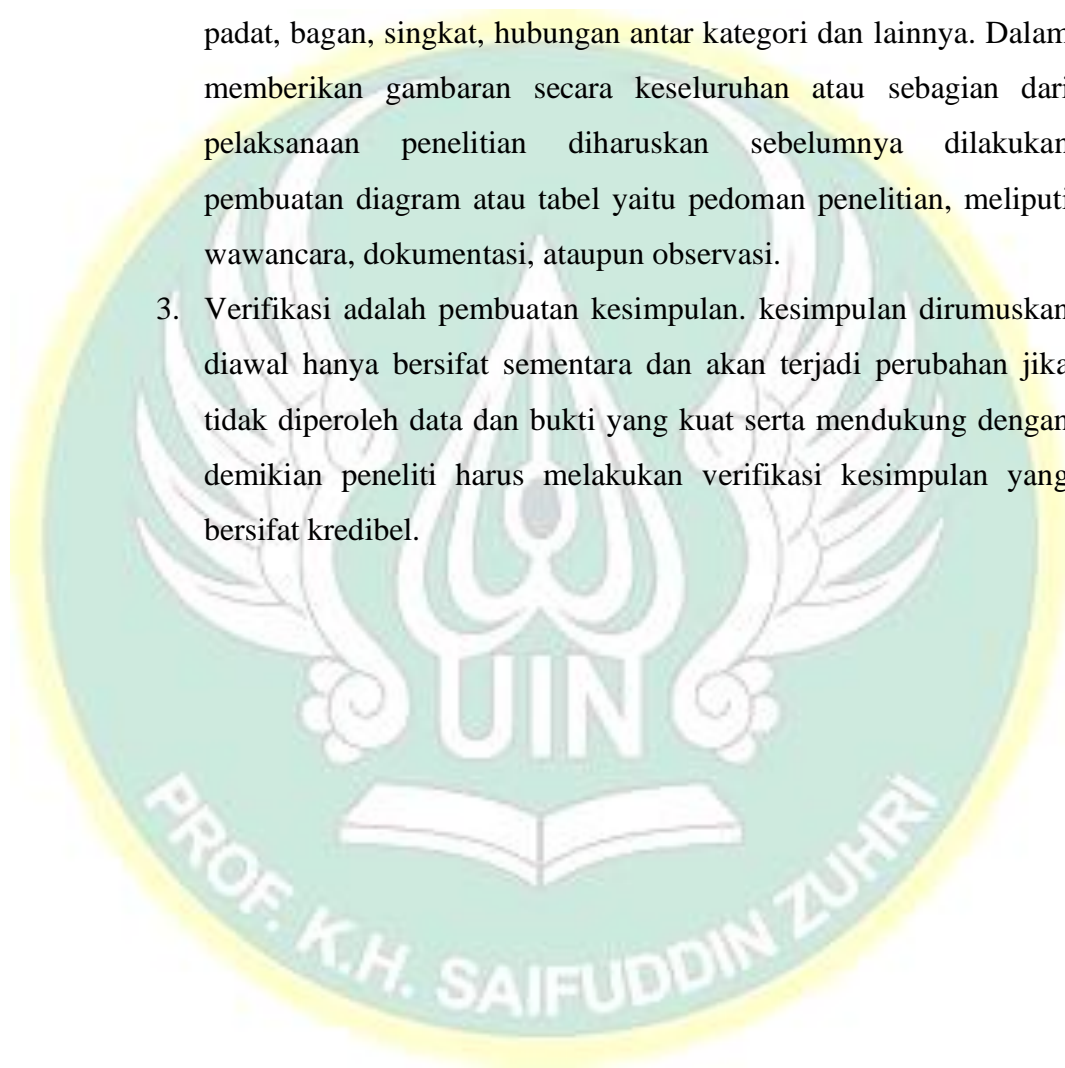 padat, bagan, singkat, hubungan antar kategori dan lainnya. Dalam
memberikan gambaran secara keseluruhan atau sebagian dari
pelaksanaan penelitian diharuskan sebelumnya dilakukan
pembuatan diagram atau tabel yaitu pedoman penelitian, meliputi
wawancara, dokumentasi, ataupun observasi.
3. Verifikasi adalah pembuatan kesimpulan. kesimpulan dirumuskan
diawal hanya bersifat sementara dan akan terjadi perubahan jika
tidak diperoleh data dan bukti yang kuat serta mendukung dengan
demikian peneliti harus melakukan verifikasi kesimpulan yang
bersifat kredibel.
UIN
PROF. K.H. SAIFUDDIN ZUHRI